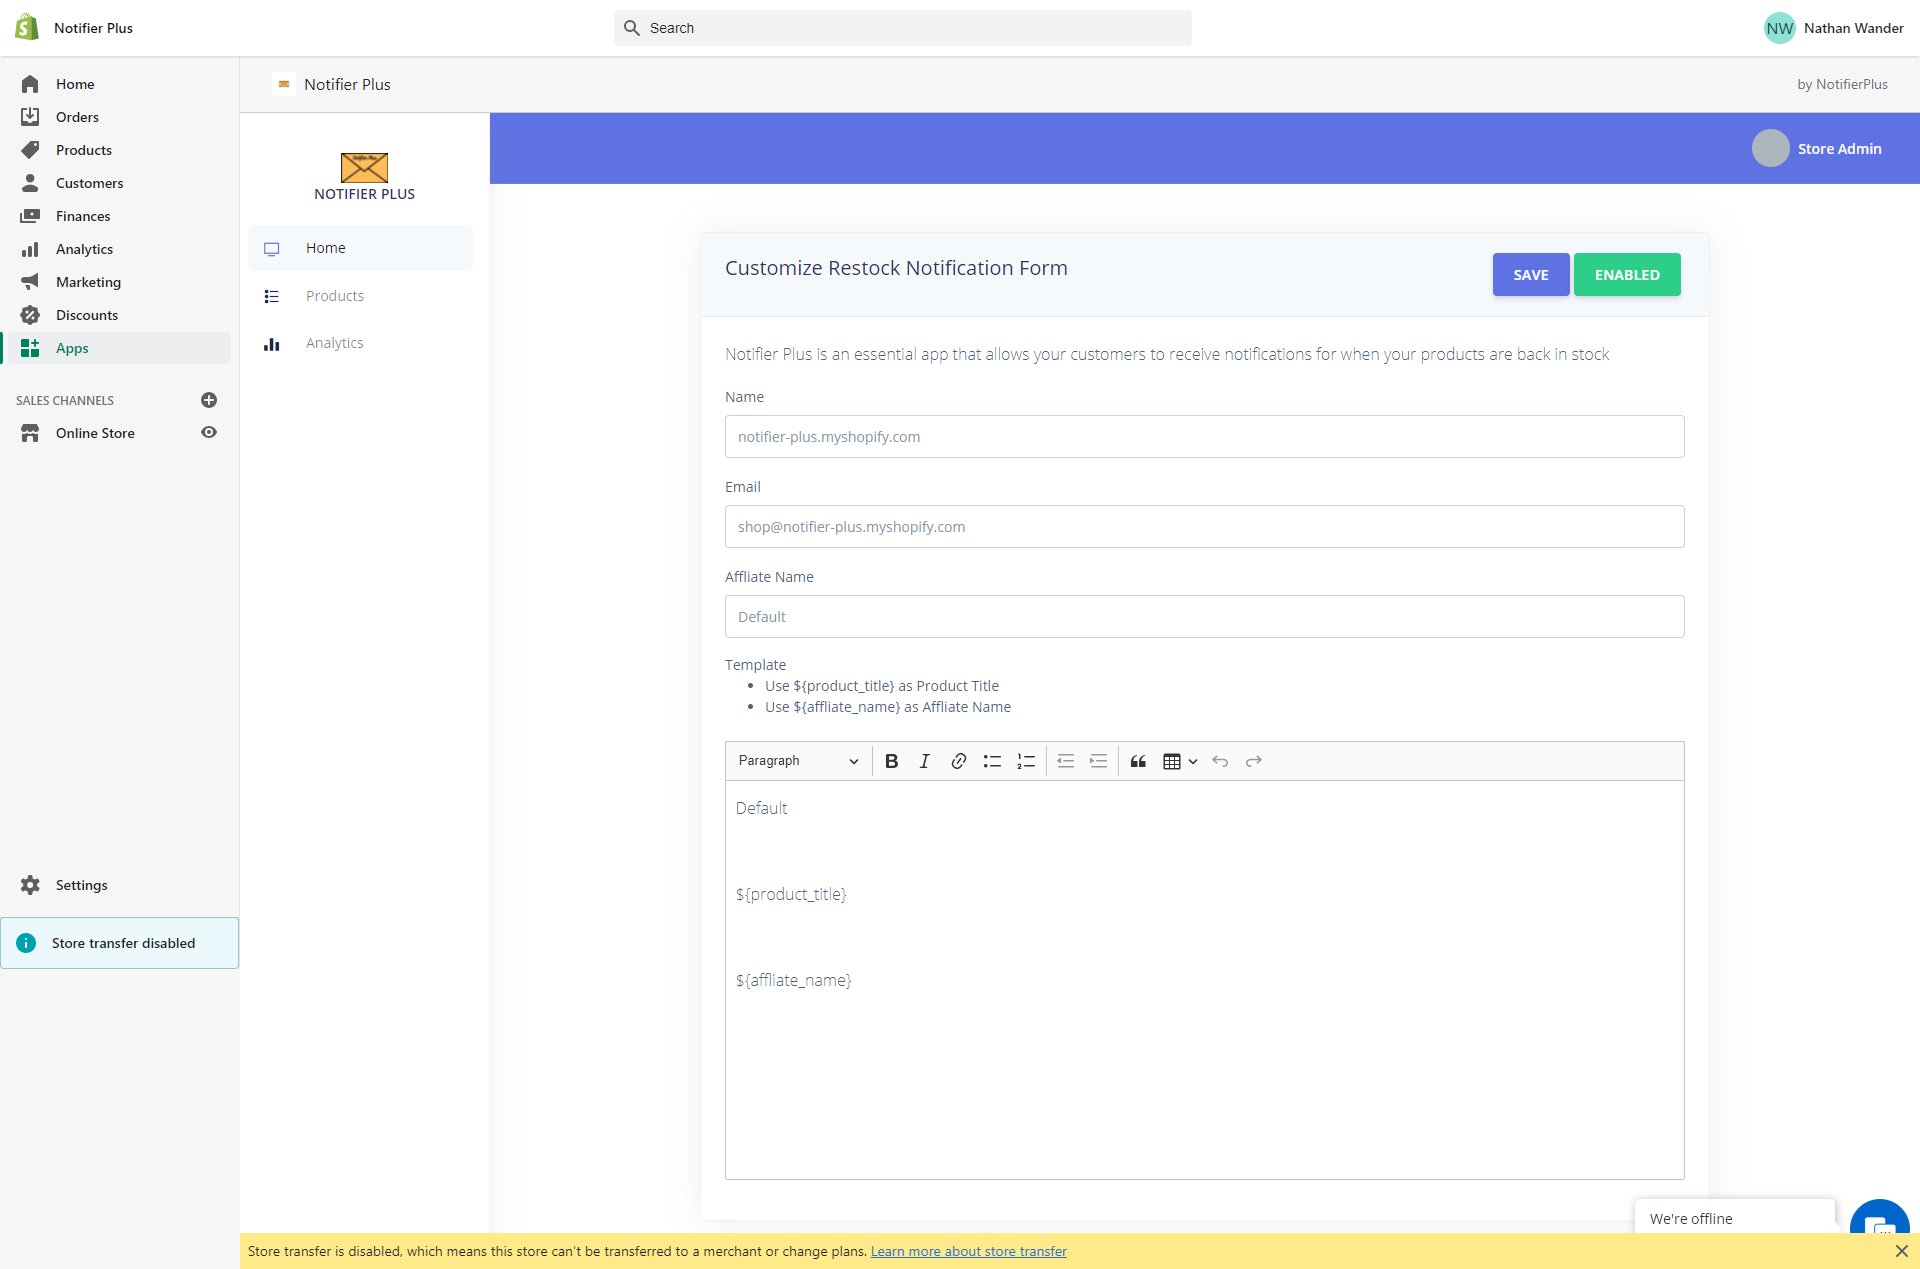 Notifier Plus
Search
NW Nathan Wander
Home
Orders
Products
Customers
Finances
Analytics
Marketing
Discounts
Apps
SALES CHANNELS
Online Store
Settings
Store transfer disabled
Notifier Plus
by NotifierPlus
NOTIFIER PLUS
Home
Products
Analytics
Store Admin
Customize Restock Notification Form
SAVE
ENABLED
Notifier Plus is an essential app that allows your customers to receive notifications for when your products are back in stock
Name
notifier-plus.myshopify.com
Email
shop@notifier-plus.myshopify.com
Affliate Name
Default
Template
• Use ${product_title} as Product Title
• Use ${affliate_name} as Affliate Name
Paragraph
Default
${product_title}
${affliate_name}
We're offline
Store transfer is disabled, which means this store can't be transferred to a merchant or change plans. Learn more about store transfer